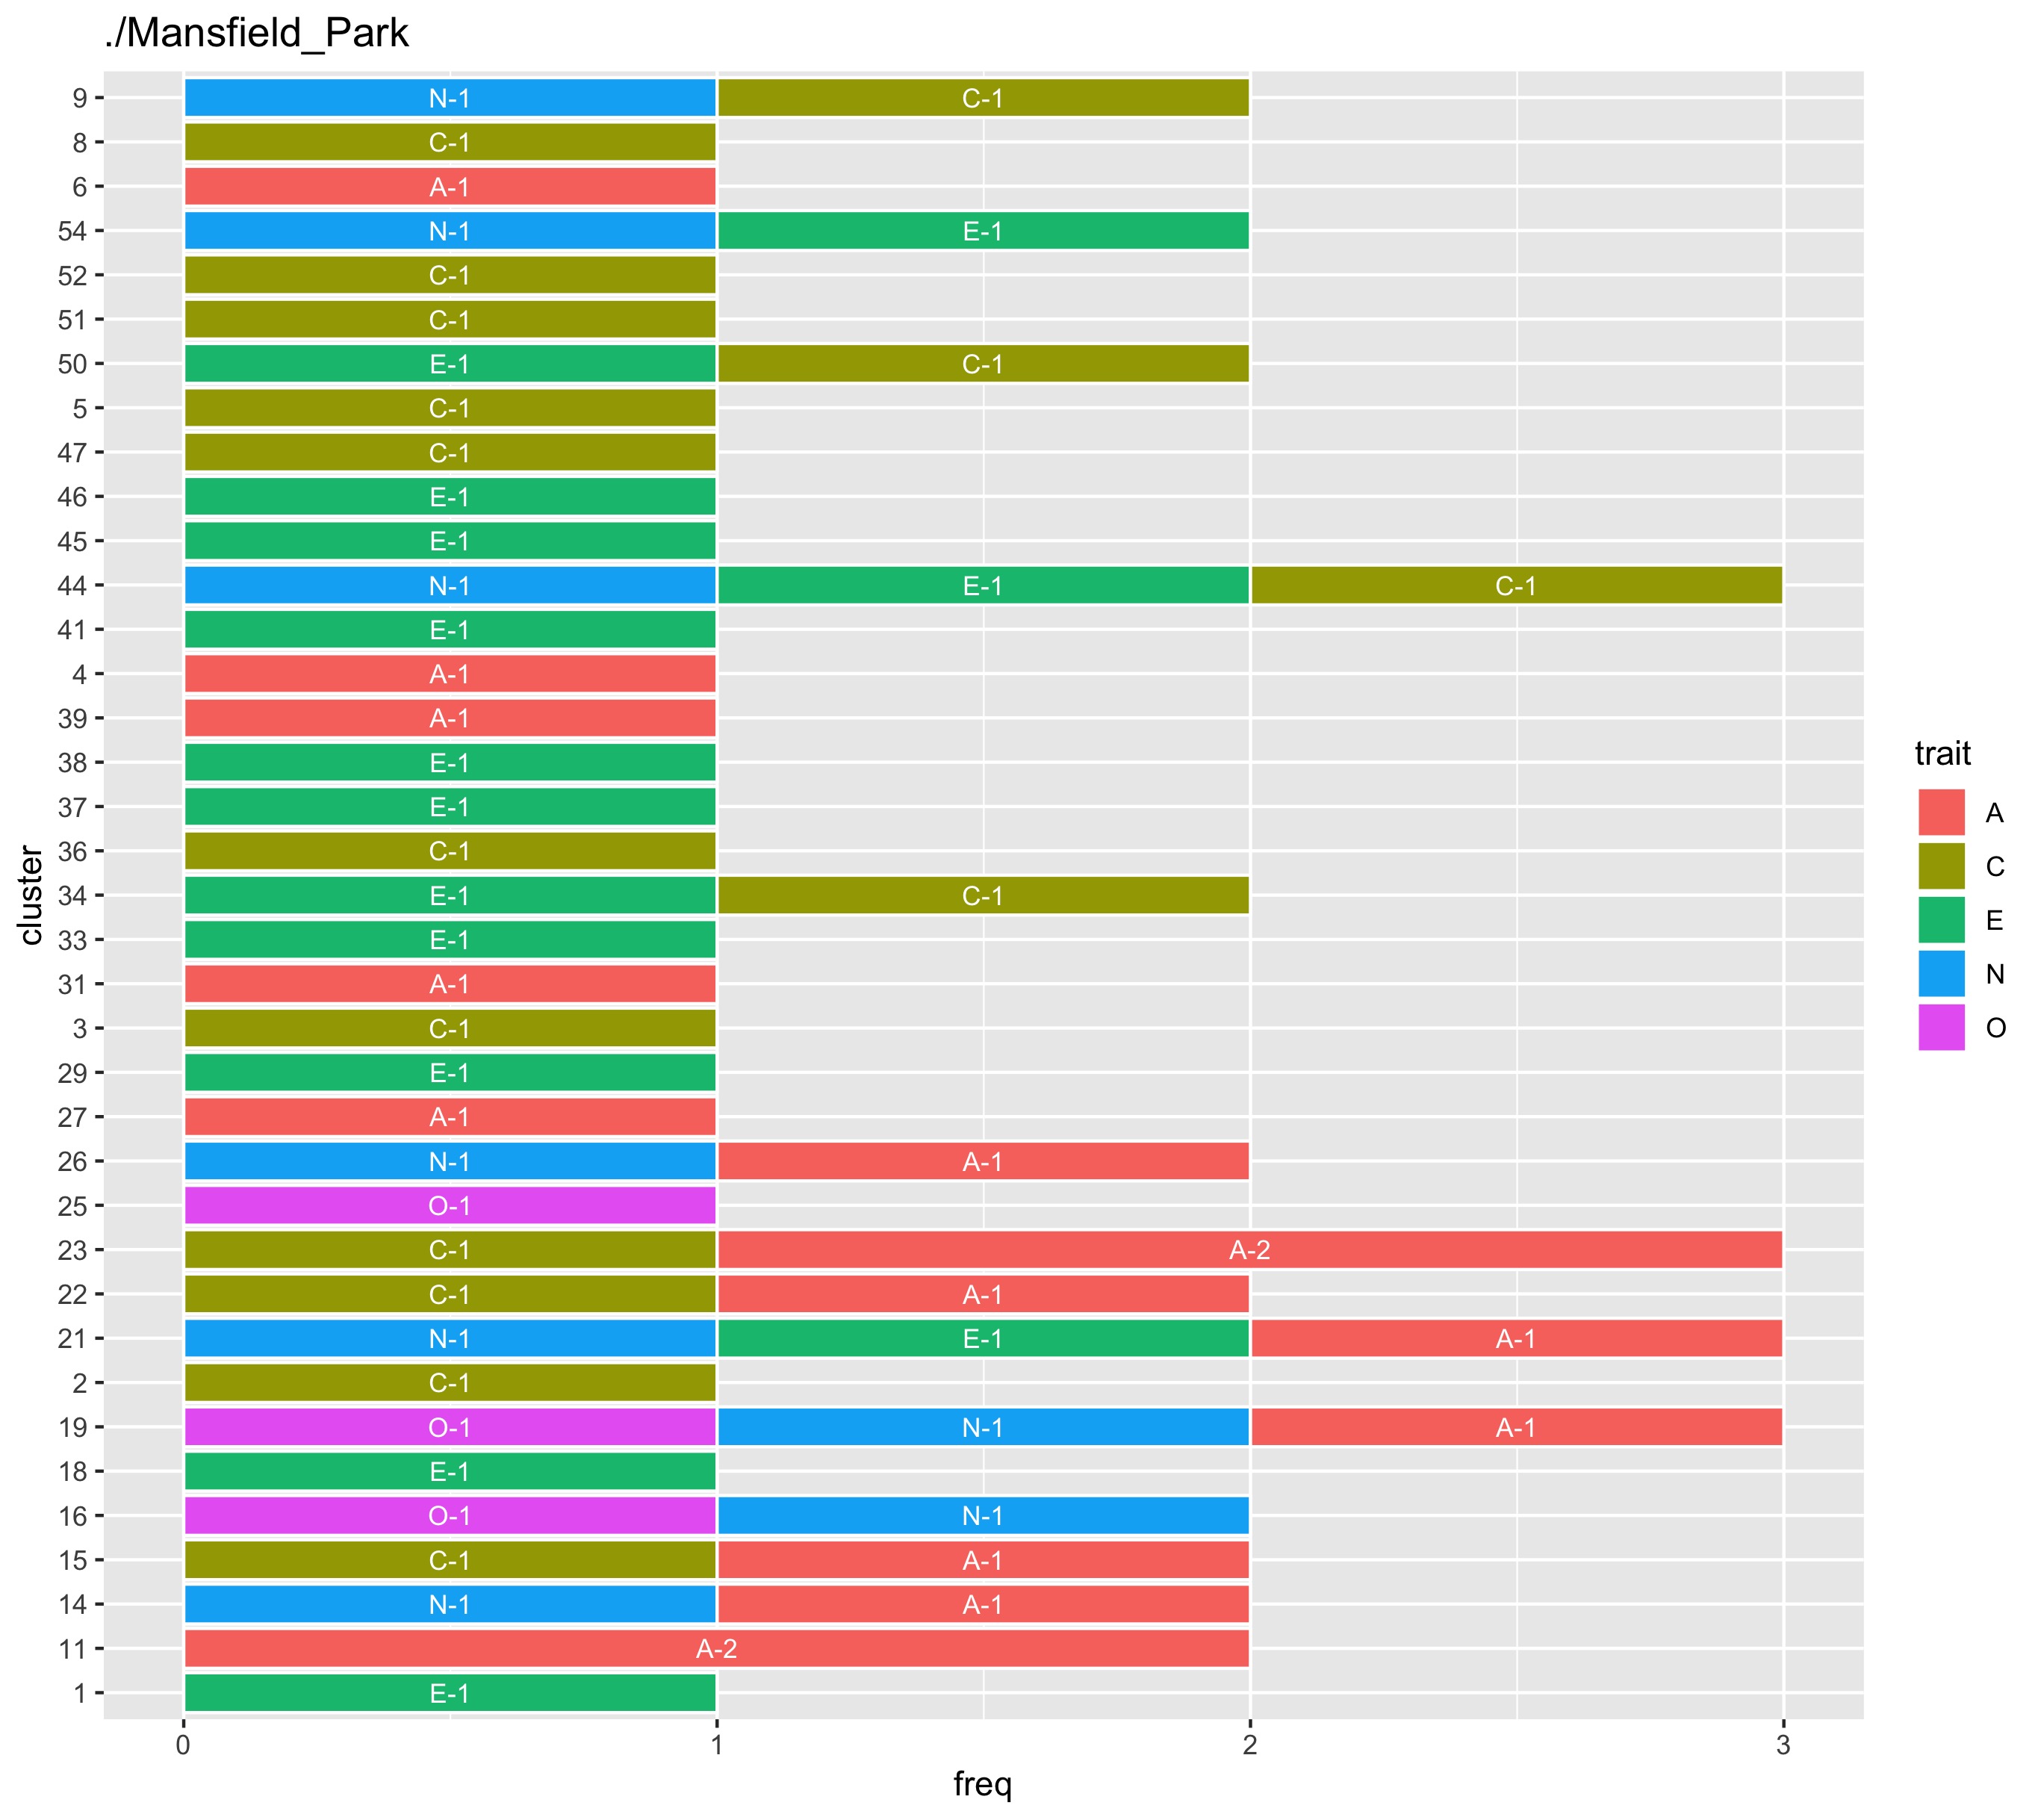 ./Mansfield_Park
9 N-1 C-1
8 C-1
6 A-1
54 N-1 E-1
52 C-1
51 C-1
50 E-1 C-1
5 C-1
47 C-1
46 E-1
45 E-1
44 N-1 E-1 C-1
41 E-1
4 A-1
39 A-1
38 E-1
37 E-1
36 C-1
34 E-1 C-1
33 E-1
31 A-1
3 C-1
29 E-1
27 A-1
26 N-1 A-1
25 O-1
23 C-1 A-2
22 C-1 A-1
21 N-1 E-1 A-1
2 C-1
19 O-1 N-1 A-1
18 E-1
16 O-1 N-1
15 C-1 A-1
14 N-1 A-1
11 A-2
1 E-1
0 1 2 3
freq
cluster
trait
A
C
E
N
O